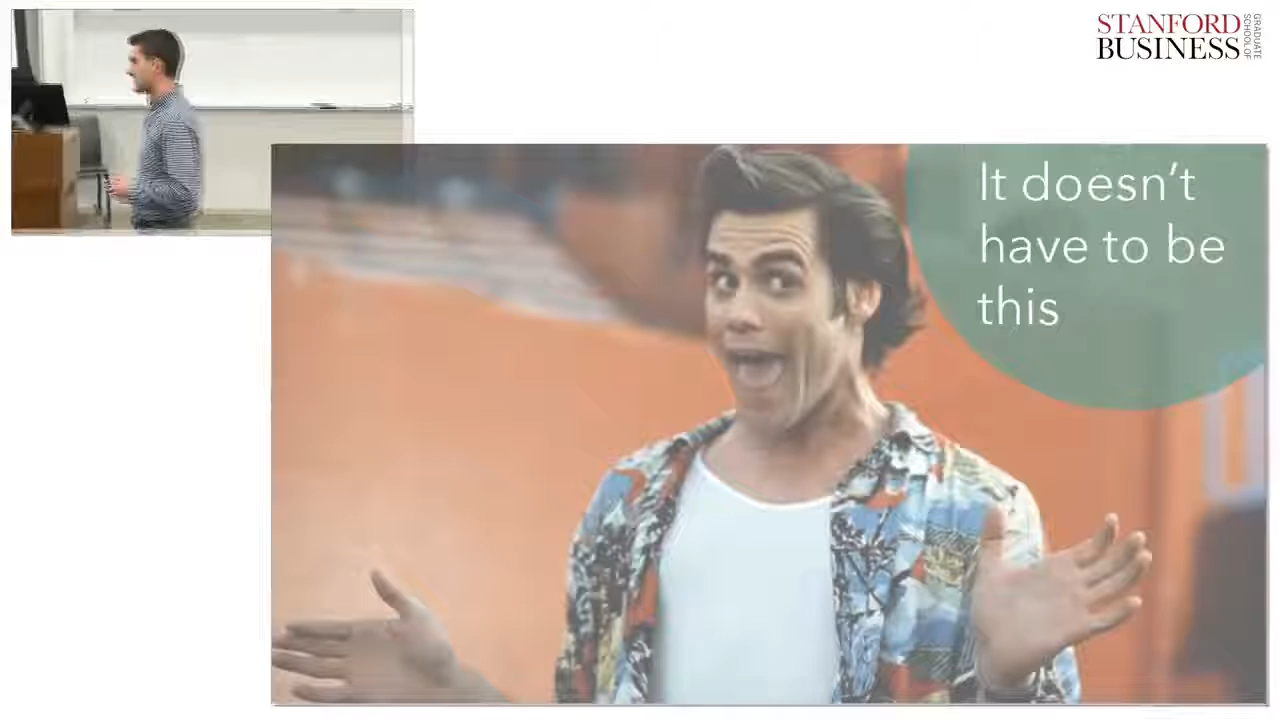 STANFORD
BUSINESS
GRADUATE
SCHOOL OF
It doesn't
have to be
this